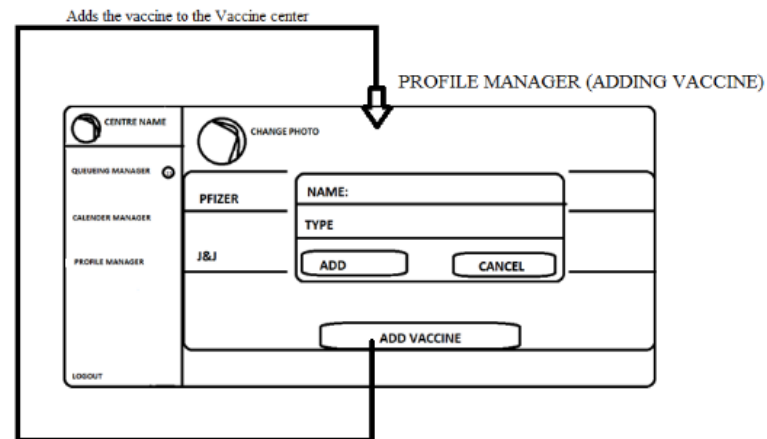 Adds the vaccine to the Vaccine center
PROFILE MANAGER (ADDING VACCINE)
CENTRE NAME
CHANGE PHOTO
QUEUEING MANAGER
CALENDER MANAGER
PROFILE MANAGER
LOGOUT
PFIZER
J&J
NAME:
TYPE
ADD
CANCEL
ADD VACCINE